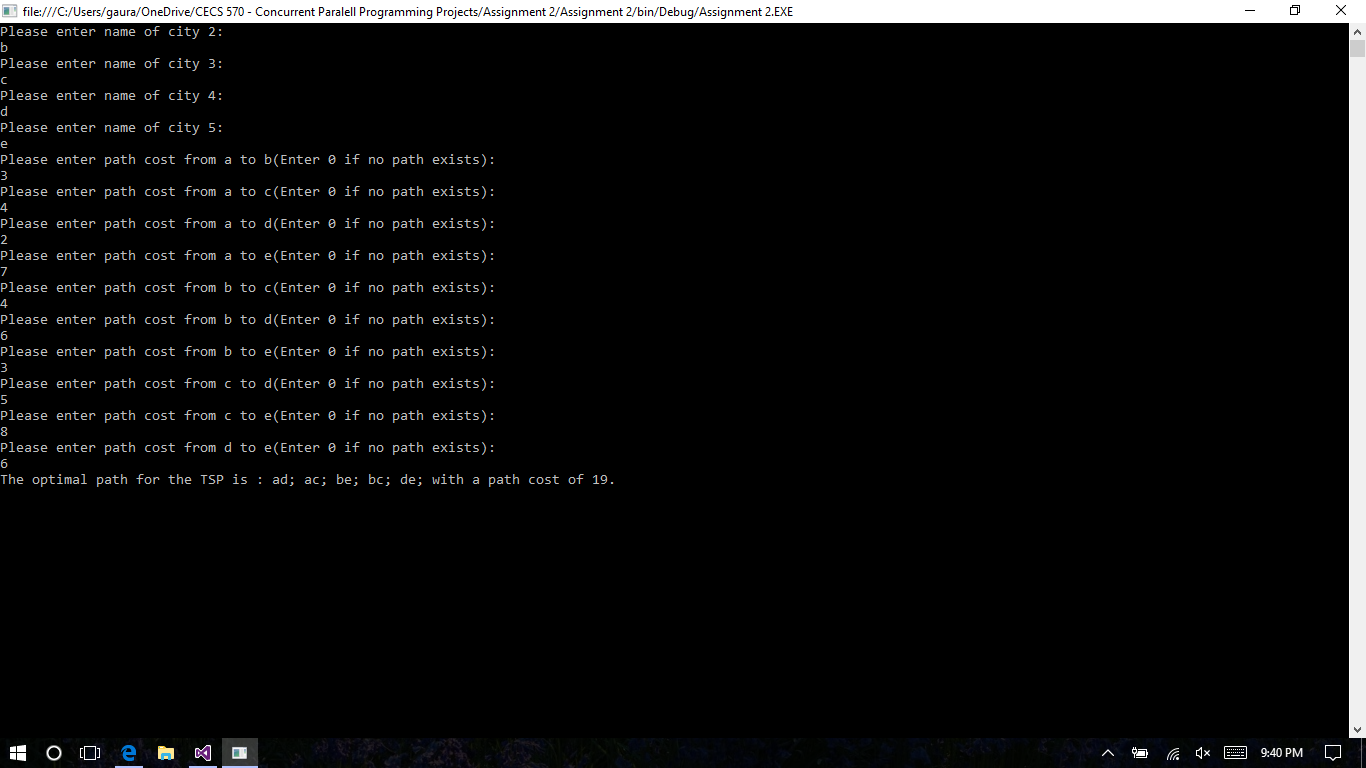 file:///C:/Users/gaura/OneDrive/CECS 570 - Concurrent Paralell Programming Projects/Assignment 2/Assignment 2/bin/Debug/Assignment 2.EXE
Please enter name of city 2:
b
Please enter name of city 3:
c
Please enter name of city 4:
d
Please enter name of city 5:
e
Please enter path cost from a to b(Enter 0 if no path exists):
3
Please enter path cost from a to c(Enter 0 if no path exists):
4
Please enter path cost from a to d(Enter 0 if no path exists):
2
Please enter path cost from a to e(Enter 0 if no path exists):
7
Please enter path cost from b to c(Enter 0 if no path exists):
4
Please enter path cost from b to d(Enter 0 if no path exists):
6
Please enter path cost from b to e(Enter 0 if no path exists):
3
Please enter path cost from c to d(Enter 0 if no path exists):
5
Please enter path cost from c to e(Enter 0 if no path exists):
8
Please enter path cost from d to e(Enter 0 if no path exists):
6
The optimal path for the TSP is : ad; ac; be; bc; de; with a path cost of 19.
9:40 PM